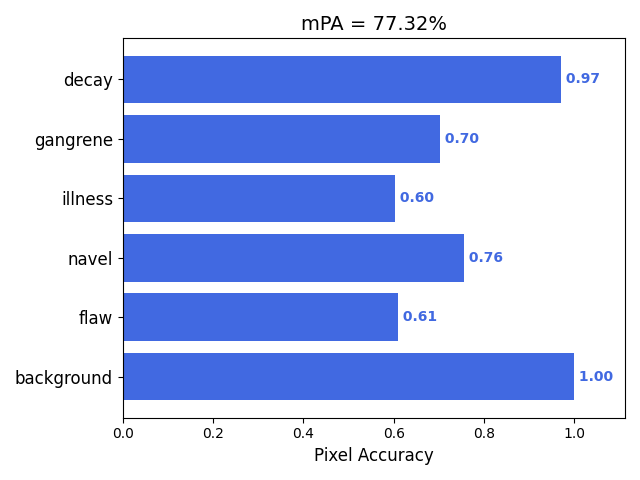 mPA = 77.32%
decay 0.97
gangrene 0.70
illness 0.60
navel 0.76
flaw 0.61
background 1.00
0.0 0.2 0.4 0.6 0.8 1.0
Pixel Accuracy